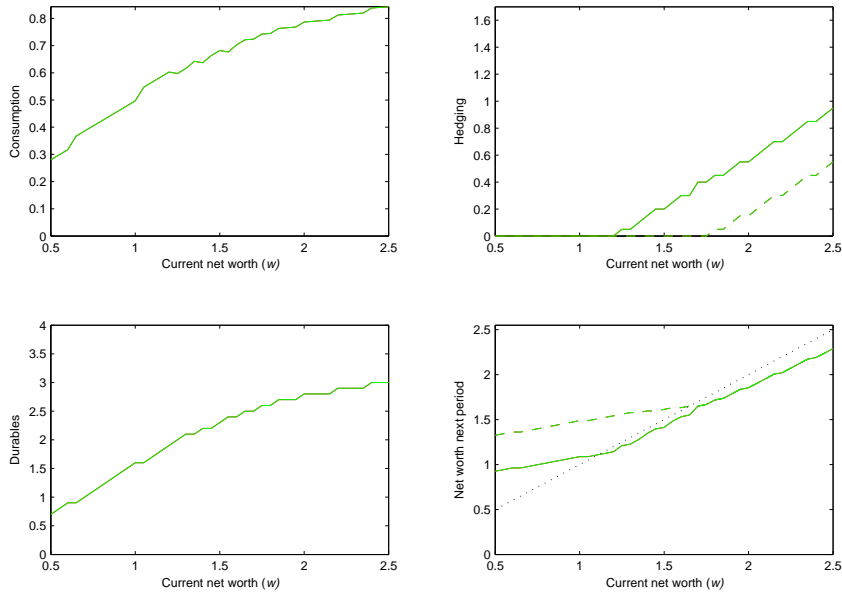 0.8
0.7
0.6
0.5
0.4
0.3
0.2
0.1
0
Consumption
0.5 1 1.5 2 2.5
Current net worth (w)
1.6
1.4
1.2
1
0.8
0.6
0.4
0.2
0
Hedging
0.5 1 1.5 2 2.5
Current net worth (w)
4
3.5
3
2.5
2
1.5
1
0.5
0
Durables
0.5 1 1.5 2 2.5
Current net worth (w)
2.5
2
1.5
1
0.5
0
Net worth next period
0.5 1 1.5 2 2.5
Current net worth (w)